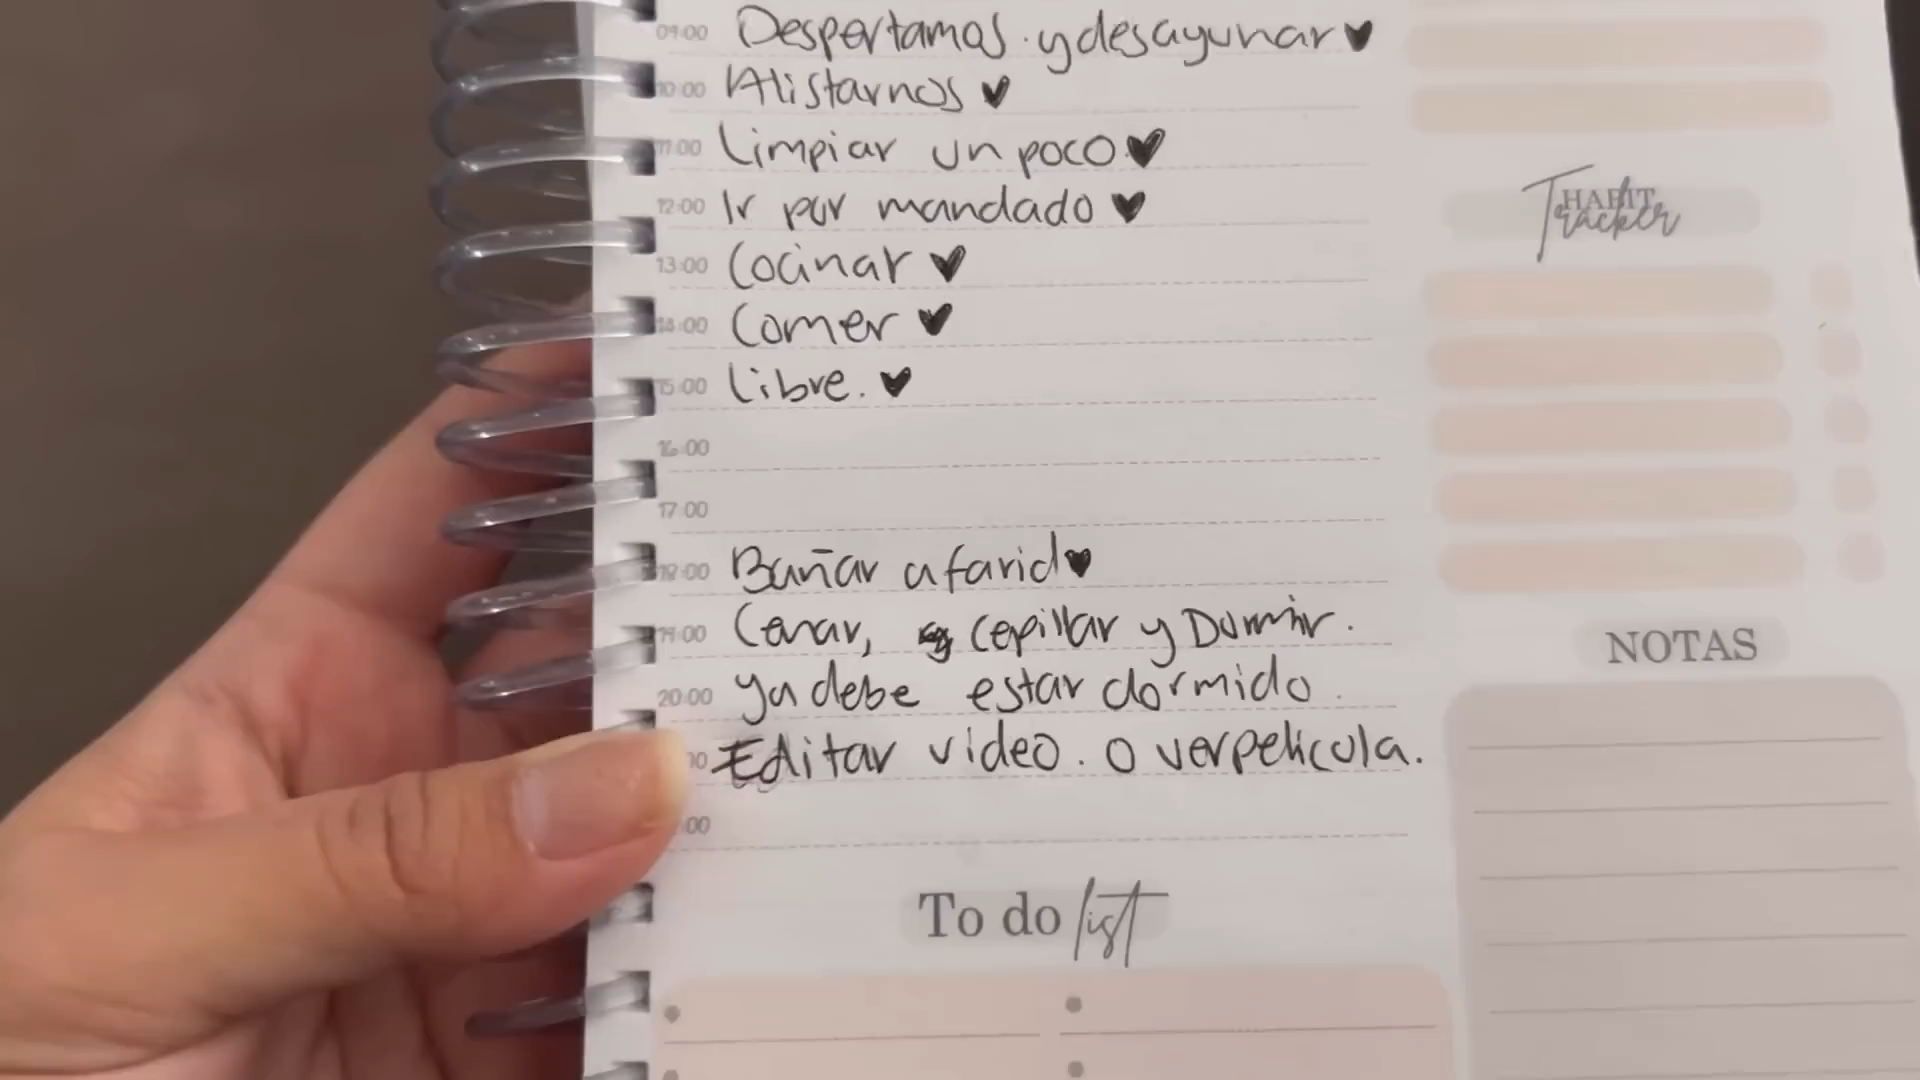 09:00 Despertamos y desayunar
10:00 Alistarnos
11:00 Limpiar un poco
12:00 Ir por mandado
13:00 Cocinar
14:00 Comer
15:00 Libre.
16:00
17:00
18:00 Bañar a farid
19:00 Cenar, cepillar y Dormir.
20:00 ya debe estar dormido.
00 Editar video. O ver pelicula.
:00
To do list
HABIT Tracker
NOTAS